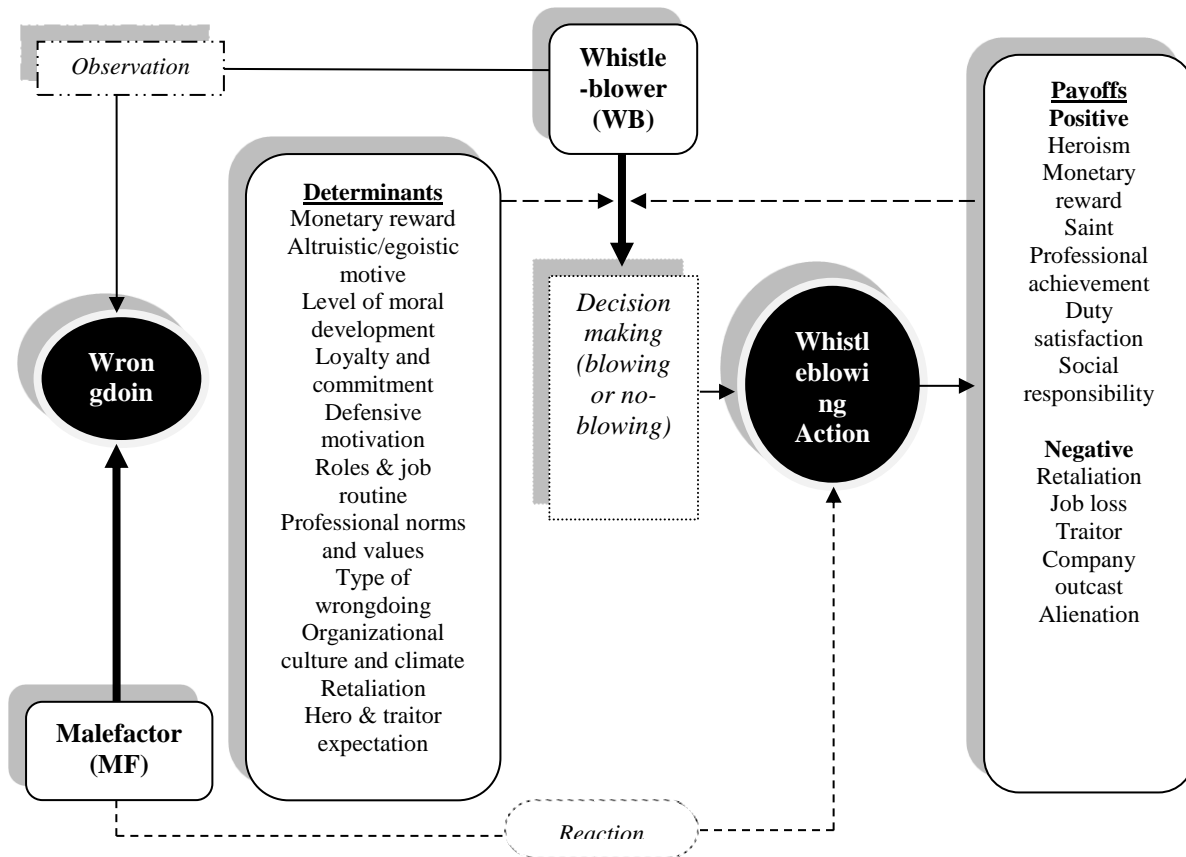 Observation
Whistle
-blower
(WB)
Determinants
Monetary reward
Altruistic/egoistic
motive
Level of moral
development
Loyalty and
commitment
Defensive
motivation
Roles & job
routine
Professional norms
and values
Type of
wrongdoing
Organizational
culture and climate
Retaliation
Hero & traitor
expectation
Wron
gdoin
Malefactor
(MF)
Decision
making
(blowing
or no-
blowing)
Whistl
eblowi
ng
Action
Payoffs
Positive
Heroism
Monetary
reward
Saint
Professional
achievement
Duty
satisfaction
Social
responsibility
Negative
Retaliation
Job loss
Traitor
Company
outcast
Alienation
Reaction